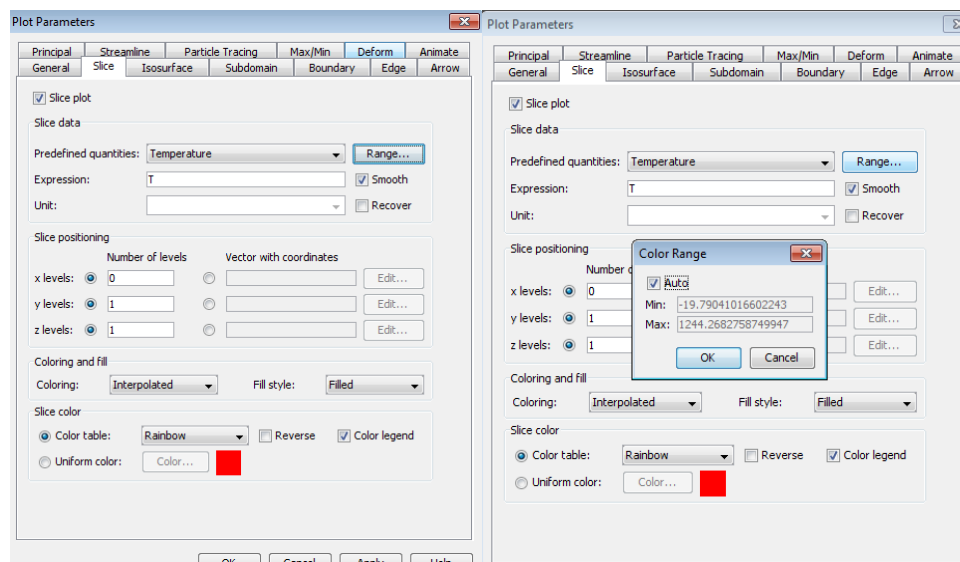 Plot Parameters
Principal Streamline Particle Tracing Max/Min Deform Animate
General Slice Isosurface Subdomain Boundary Edge Arrow
Slice plot
Slice data
Predefined quantities: Temperature Range...
Expression: T Smooth
Unit: Recover
Slice positioning
Number of levels Vector with coordinates
x levels: 0 Edit...
y levels: 1 Edit...
z levels: 1 Edit...
Coloring and fill
Coloring: Interpolated Fill style: Filled
Slice color
Color table: Rainbow Reverse Color legend
Uniform color: Color...
OK Cancel Apply Help
Plot Parameters
Principal Streamline Particle Tracing Max/Min Deform Animate
General Slice Isosurface Subdomain Boundary Edge Arrow
Slice plot
Slice data
Predefined quantities: Temperature Range...
Expression: T Smooth
Unit: Recover
Slice positioning
x levels: 0 Edit...
y levels: 1 Edit...
z levels: 1 Edit...
Color Range
Auto
Min: -19.79041016602243
Max: 1244.2682758749947
OK Cancel
Coloring and fill
Coloring: Interpolated Fill style: Filled
Slice color
Color table: Rainbow Reverse Color legend
Uniform color: Color...